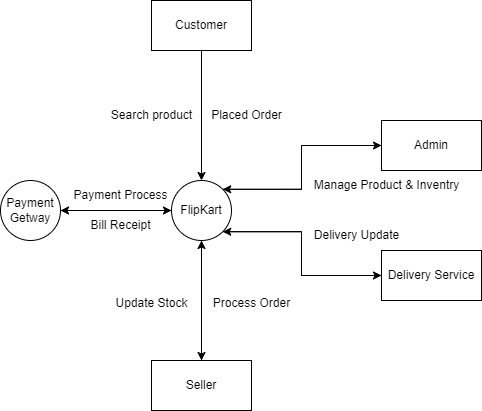 Customer
Search product
Placed Order
Admin
Manage Product & Inventry
Payment
Getway
Payment Process
Bill Receipt
FlipKart
Delivery Update
Delivery Service
Update Stock
Process Order
Seller